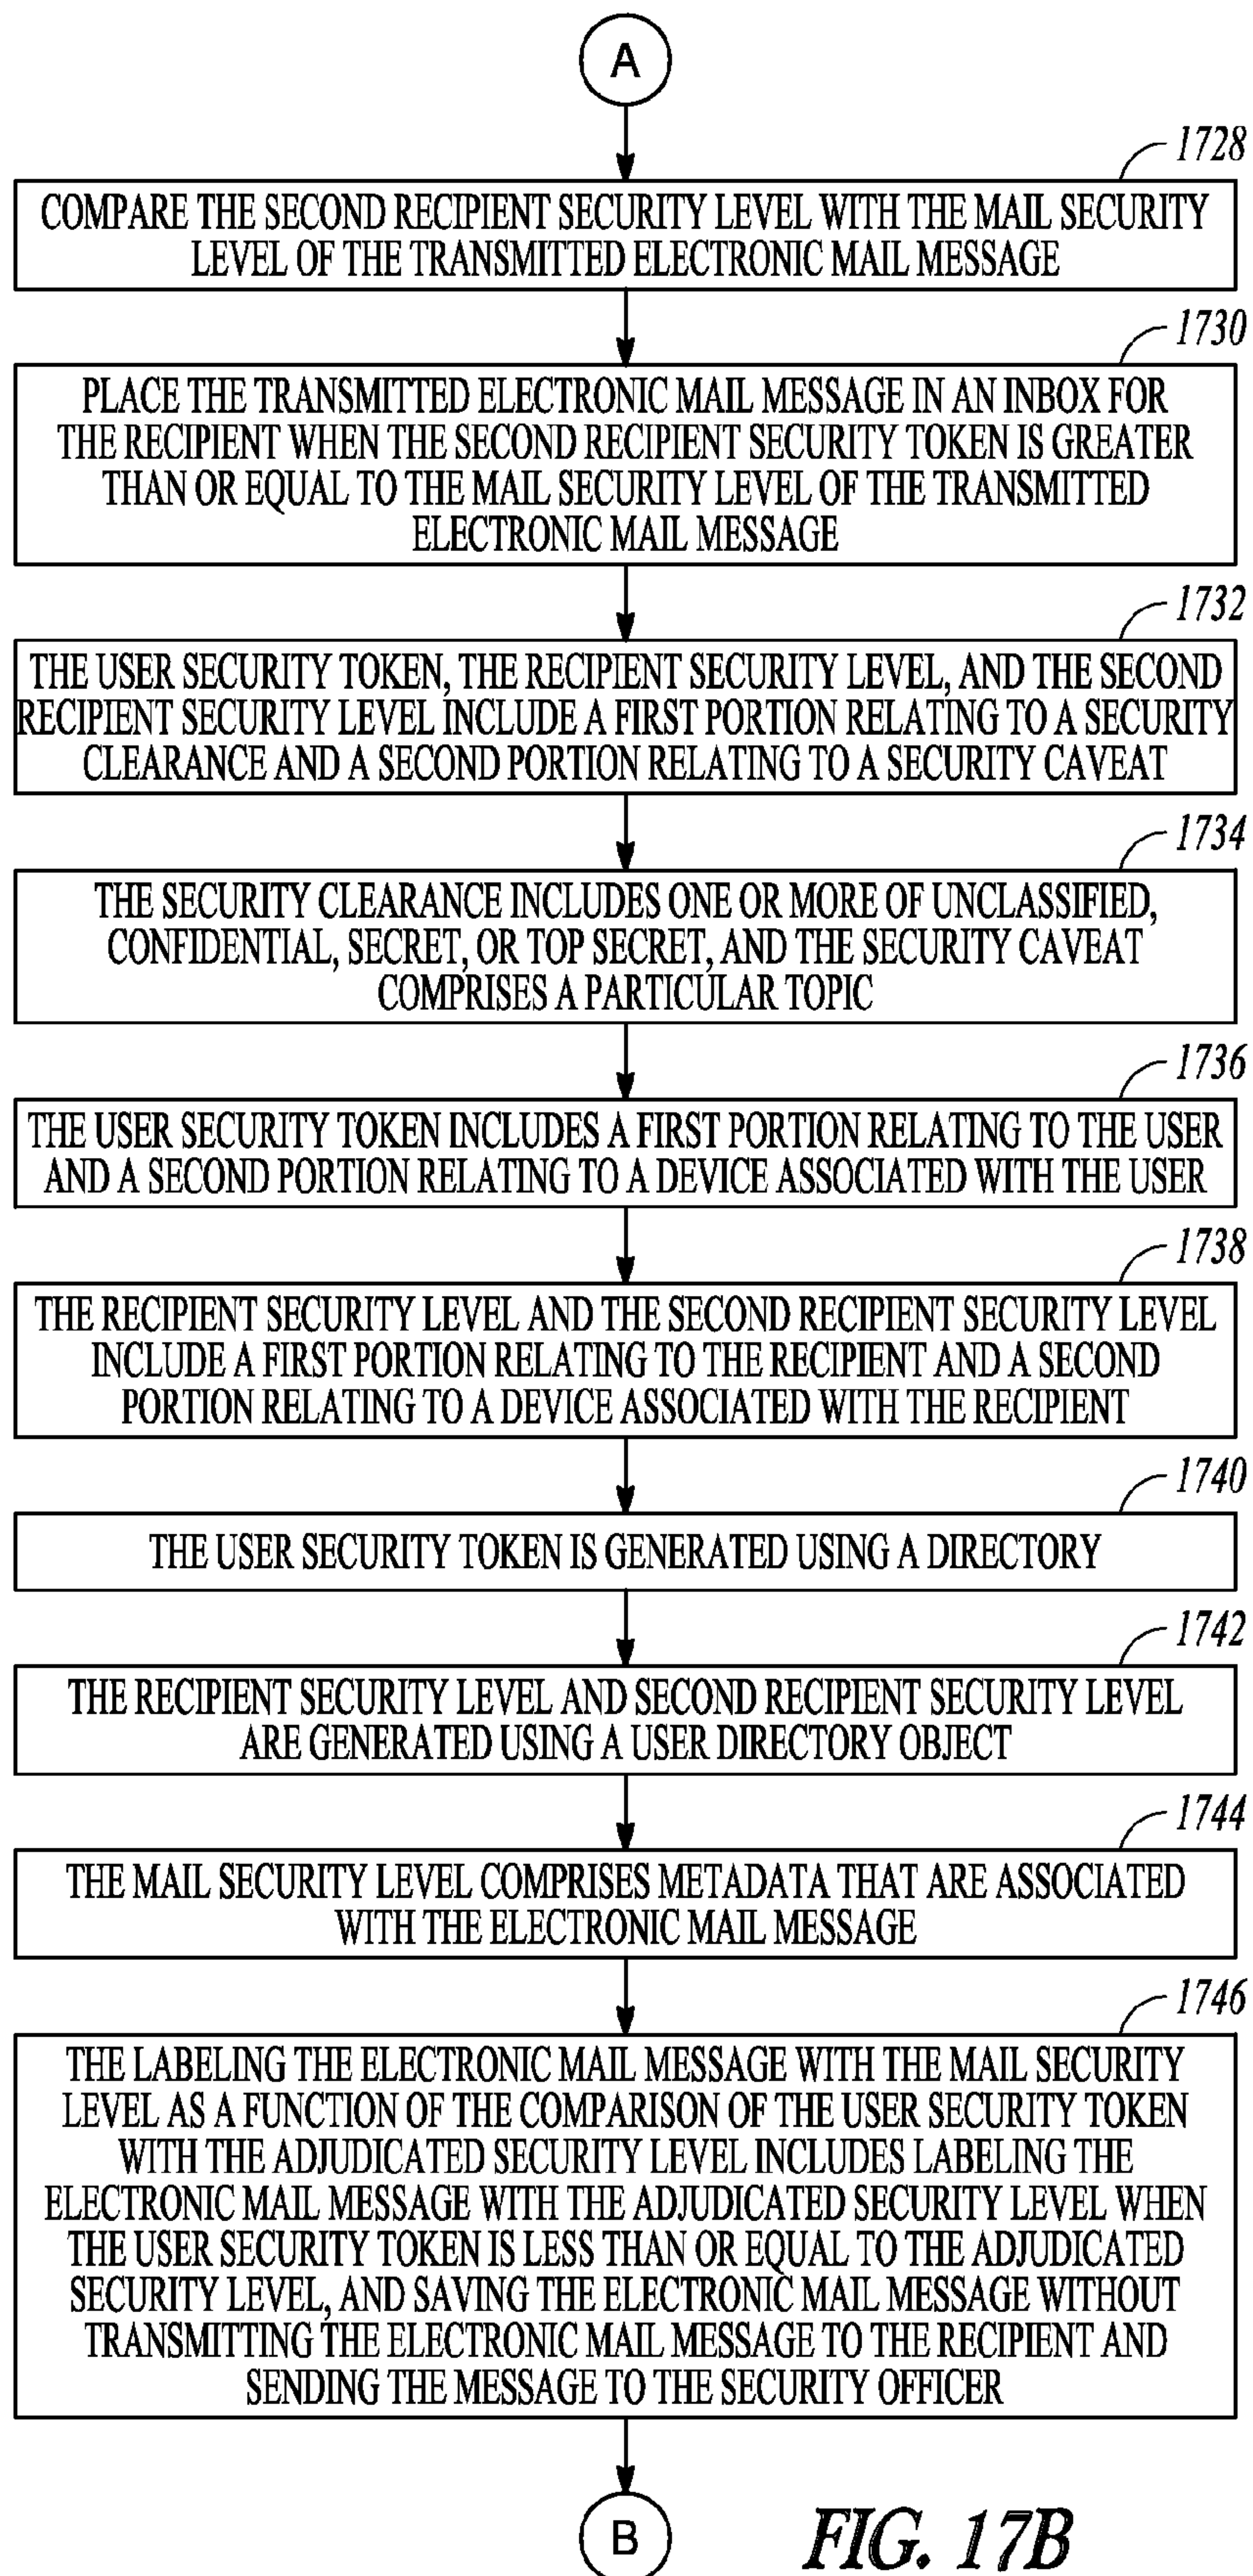 A
1728
COMPARE THE SECOND RECIPIENT SECURITY LEVEL WITH THE MAIL SECURITY
LEVEL OF THE TRANSMITTED ELECTRONIC MAIL MESSAGE
1730
PLACE THE TRANSMITTED ELECTRONIC MAIL MESSAGE IN AN INBOX FOR
THE RECIPIENT WHEN THE SECOND RECIPIENT SECURITY TOKEN IS GREATER
THAN OR EQUAL TO THE MAIL SECURITY LEVEL OF THE TRANSMITTED
ELECTRONIC MAIL MESSAGE
1732
THE USER SECURITY TOKEN, THE RECIPIENT SECURITY LEVEL, AND THE SECOND
RECIPIENT SECURITY LEVEL INCLUDE A FIRST PORTION RELATING TO A SECURITY
CLEARANCE AND A SECOND PORTION RELATING TO A SECURITY CAVEAT
1734
THE SECURITY CLEARANCE INCLUDES ONE OR MORE OF UNCLASSIFIED,
CONFIDENTIAL, SECRET, OR TOP SECRET, AND THE SECURITY CAVEAT
COMPRISES A PARTICULAR TOPIC
1736
THE USER SECURITY TOKEN INCLUDES A FIRST PORTION RELATING TO THE USER
AND A SECOND PORTION RELATING TO A DEVICE ASSOCIATED WITH THE USER
1738
THE RECIPIENT SECURITY LEVEL AND THE SECOND RECIPIENT SECURITY LEVEL
INCLUDE A FIRST PORTION RELATING TO THE RECIPIENT AND A SECOND
PORTION RELATING TO A DEVICE ASSOCIATED WITH THE RECIPIENT
1740
THE USER SECURITY TOKEN IS GENERATED USING A DIRECTORY
1742
THE RECIPIENT SECURITY LEVEL AND SECOND RECIPIENT SECURITY LEVEL
ARE GENERATED USING A USER DIRECTORY OBJECT
1744
THE MAIL SECURITY LEVEL COMPRISES METADATA THAT ARE ASSOCIATED
WITH THE ELECTRONIC MAIL MESSAGE
1746
THE LABELING THE ELECTRONIC MAIL MESSAGE WITH THE MAIL SECURITY
LEVEL AS A FUNCTION OF THE COMPARISON OF THE USER SECURITY TOKEN
WITH THE ADJUDICATED SECURITY LEVEL INCLUDES LABELING THE
ELECTRONIC MAIL MESSAGE WITH THE ADJUDICATED SECURITY LEVEL WHEN
THE USER SECURITY TOKEN IS LESS THAN OR EQUAL TO THE ADJUDICATED
SECURITY LEVEL, AND SAVING THE ELECTRONIC MAIL MESSAGE WITHOUT
TRANSMITTING THE ELECTRONIC MAIL MESSAGE TO THE RECIPIENT AND
SENDING THE MESSAGE TO THE SECURITY OFFICER
B
FIG. 17B